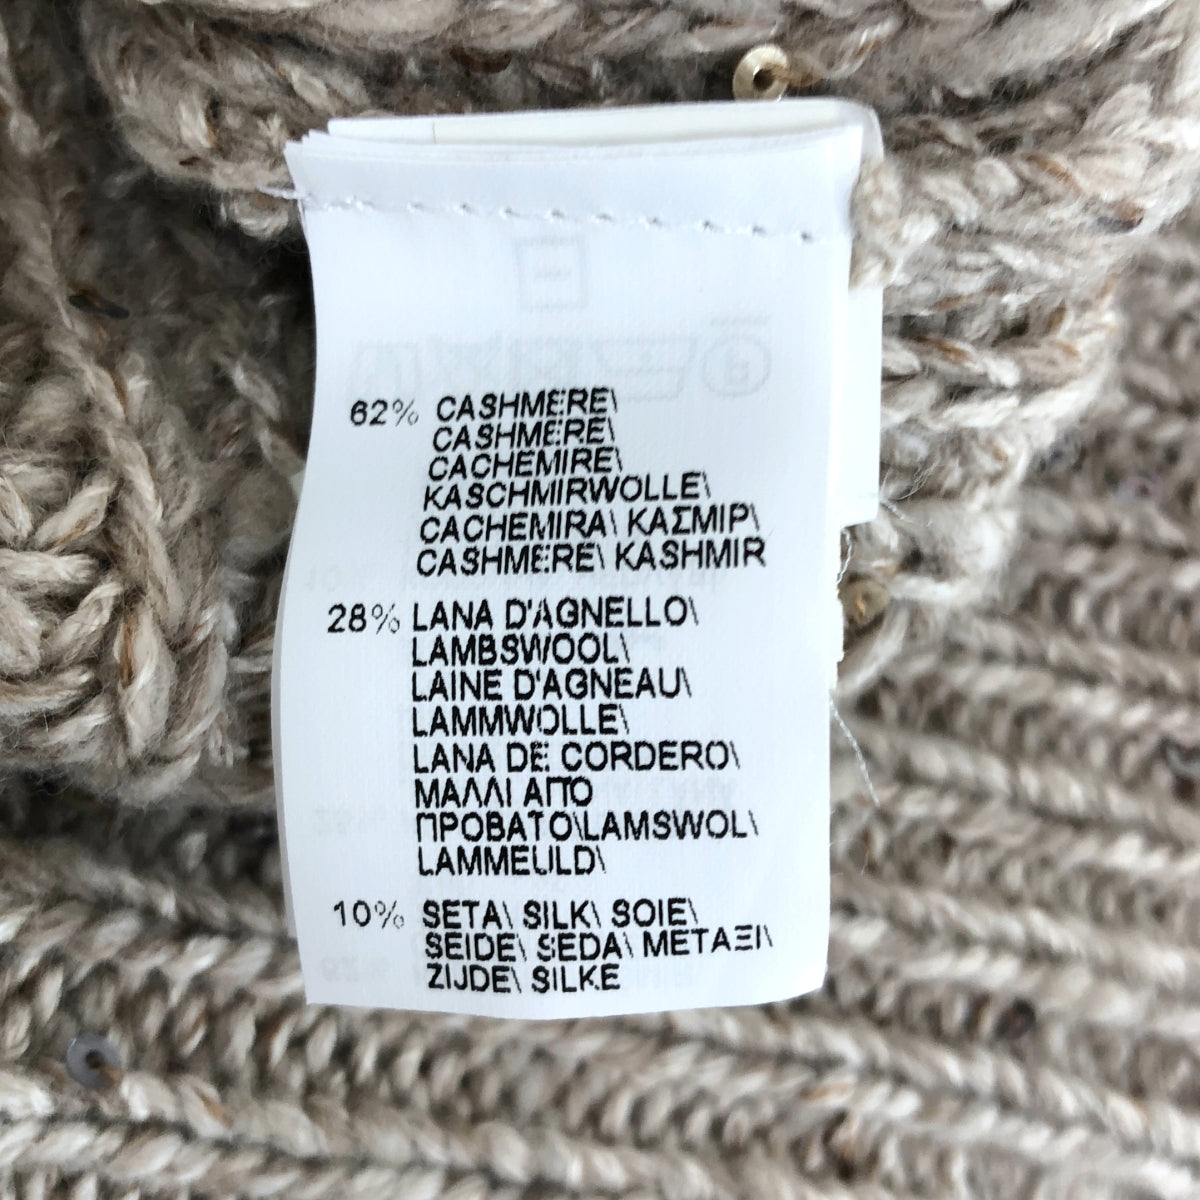 62% CASHMERE\
CASHMERE\
CACHEMIRE\
KASCHMIRWOLLE\
CACHEMIRA\ ΚΑΣΜΙΡ\
CASHMERE\ KASHMIR
28% LANA D'AGNELLO\
LAMBSWOOL\
LAINE D'AGNEAU\
LAMMWOLLE\
LANA DE CORDERO\
ΜΑΛΛΙ ΑΠΟ
ΠΡΟΒΑΤΟ\LAMSWOL\
LAMMEULD\
10% SETA\ SILK\ SOIE\
SEIDE\ SEDA\ ΜΕΤΑΞΙ\
ZIJDE\ SILKE